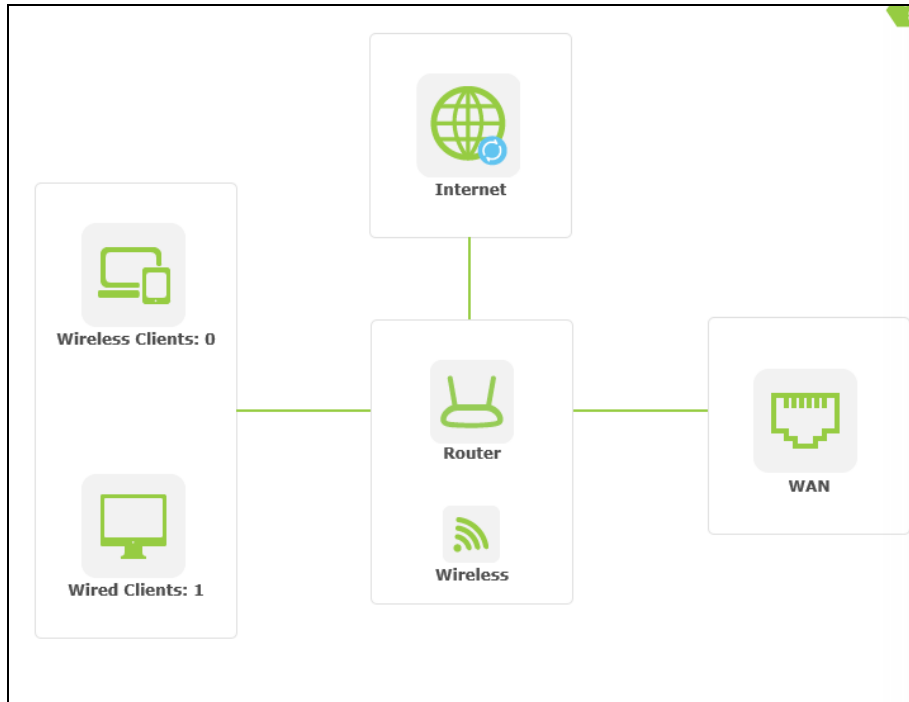 Internet
Wireless Clients: 0
Router
WAN
Wireless
Wired Clients: 1